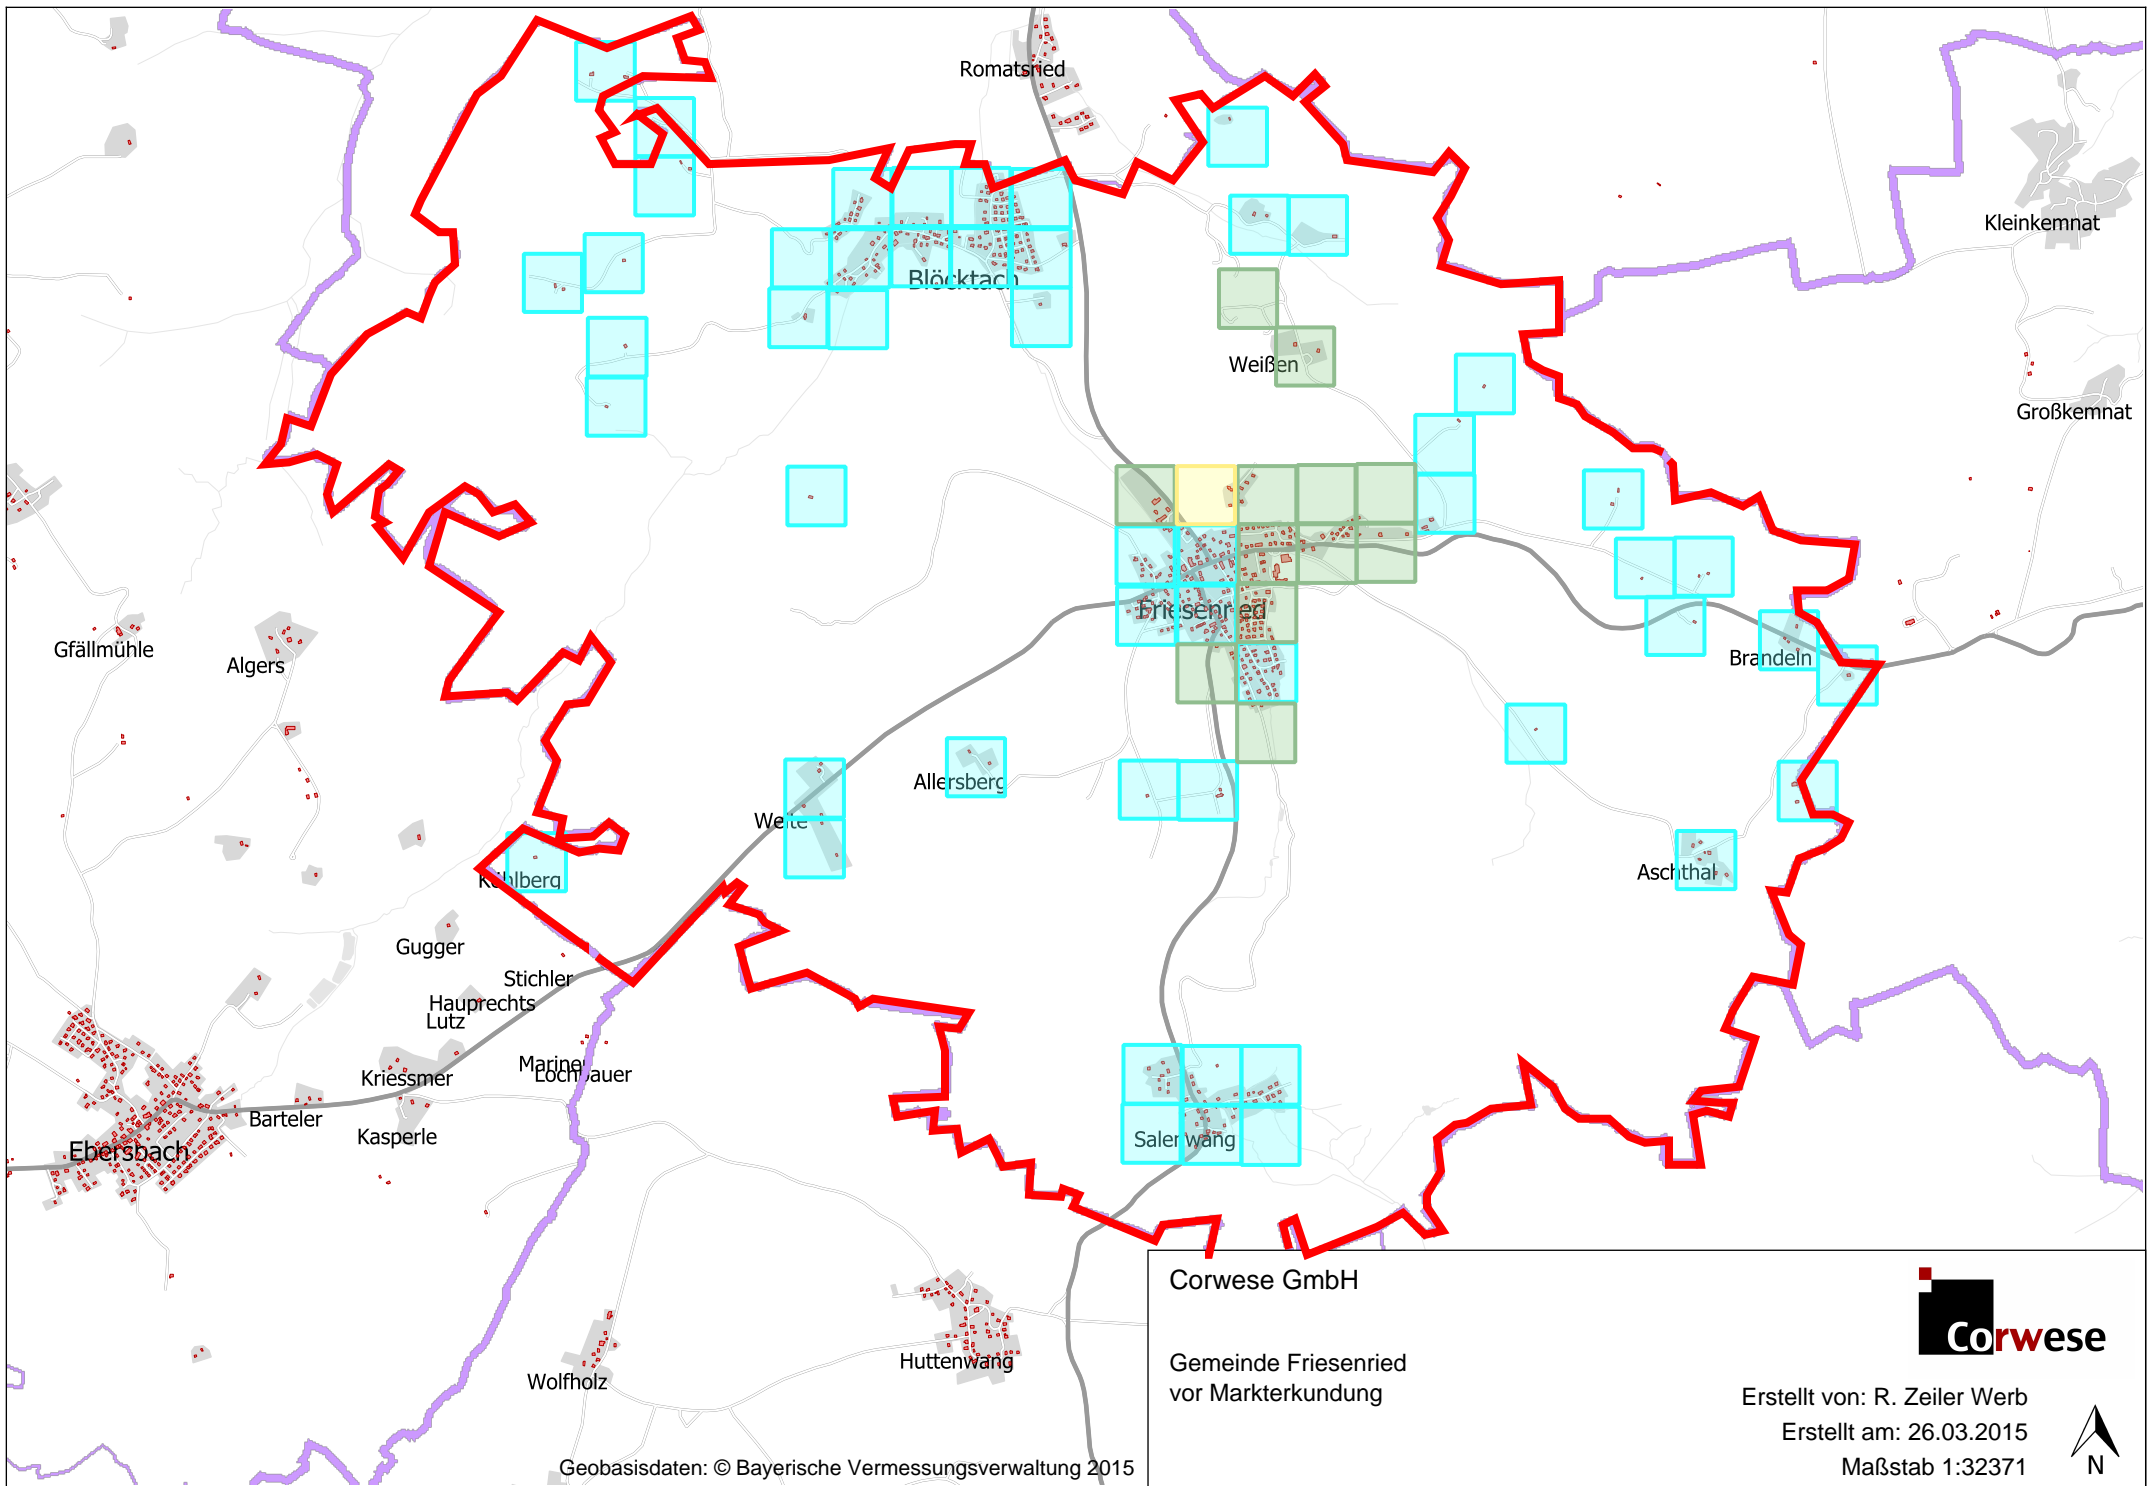 Romatsried
Kleinkemnat
Blöcktach
Weißen
Großkemnat
Friesenried
Gfällmühle
Algers
Brandeln
Allersberg
Weite
Aschthal
Kühlberg
Gugger
Stichler
Hauprechts
Lutz
Kriessmer
Lochbauer
Barteler
Kasperle
Salenwang
Ebersbach
Huttenwang
Wolfholz
Corwese GmbH
Gemeinde Friesenried
vor Markterkundung
Corwese
Erstellt von: R. Zeiler Werb
Erstellt am: 26.03.2015
Maßstab 1:32371
N
Geobasisdaten: © Bayerische Vermessungsverwaltung 2015